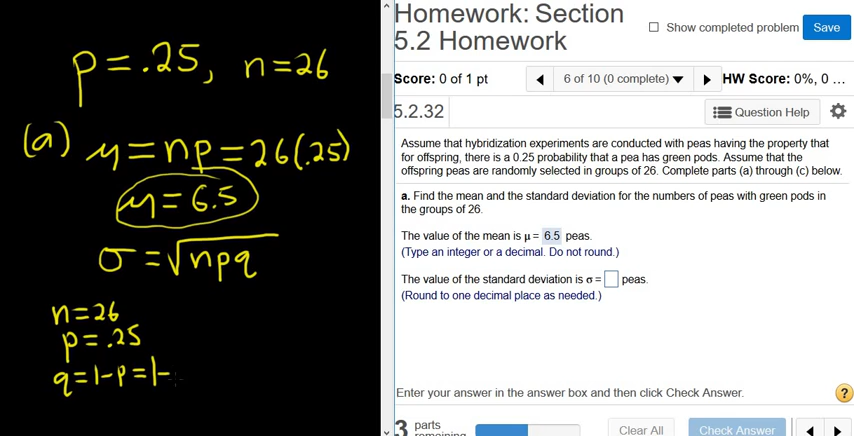 p = .25, n = 26
(a) μ = np = 26(.25)
μ = 6.5
σ = √npq
n = 26
p = .25
q = 1 - p = 1 -
Homework: Section
5.2 Homework
Show completed problem
Save
Score: 0 of 1 pt
6 of 10 (0 complete)
HW Score: 0%, 0 ...
5.2.32
Question Help
Assume that hybridization experiments are conducted with peas having the property that
for offspring, there is a 0.25 probability that a pea has green pods. Assume that the
offspring peas are randomly selected in groups of 26. Complete parts (a) through (c) below.
a. Find the mean and the standard deviation for the numbers of peas with green pods in
the groups of 26.
The value of the mean is μ = 6.5 peas.
(Type an integer or a decimal. Do not round.)
The value of the standard deviation is σ = peas.
(Round to one decimal place as needed.)
Enter your answer in the answer box and then click Check Answer.
?
3 parts
remaining
Clear All
Check Answer